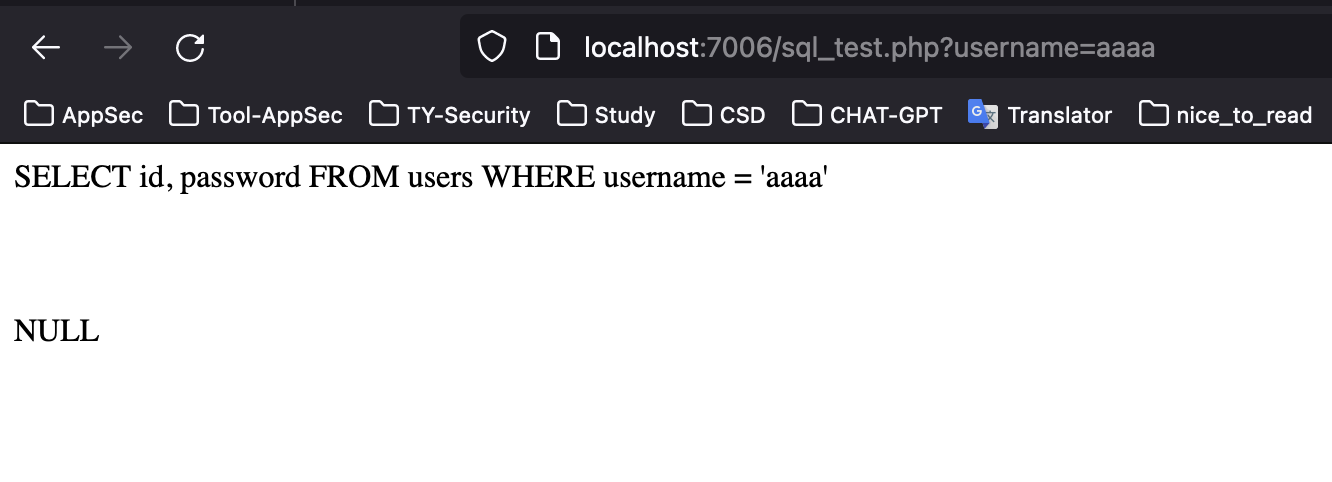 localhost:7006/sql_test.php?username=aaaa
AppSec Tool-AppSec TY-Security Study CSD CHAT-GPT Translator nice_to_read
SELECT id, password FROM users WHERE username = 'aaaa'
NULL